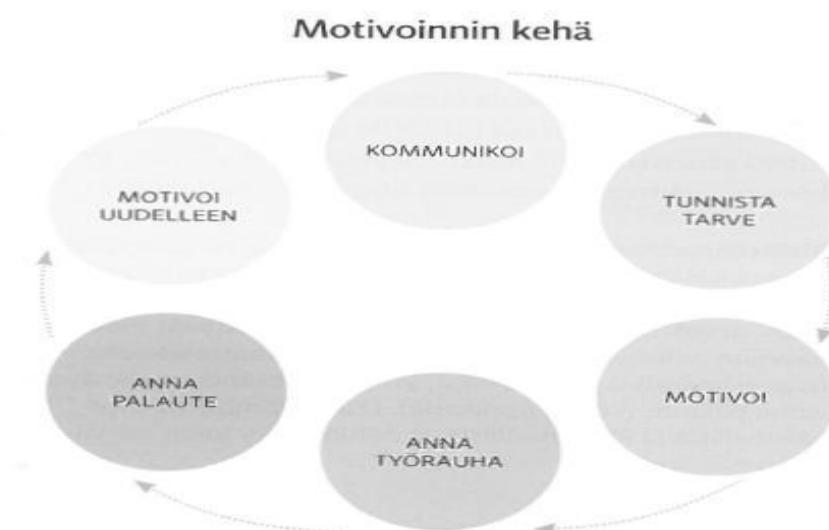 Motivoinnin kehä
KOMMUNIKOI
TUNNISTA
TARVE
MOTIVOI
ANNA
TYÖRAUHA
ANNA
PALAUTE
MOTIVOI
UUDELLEEN